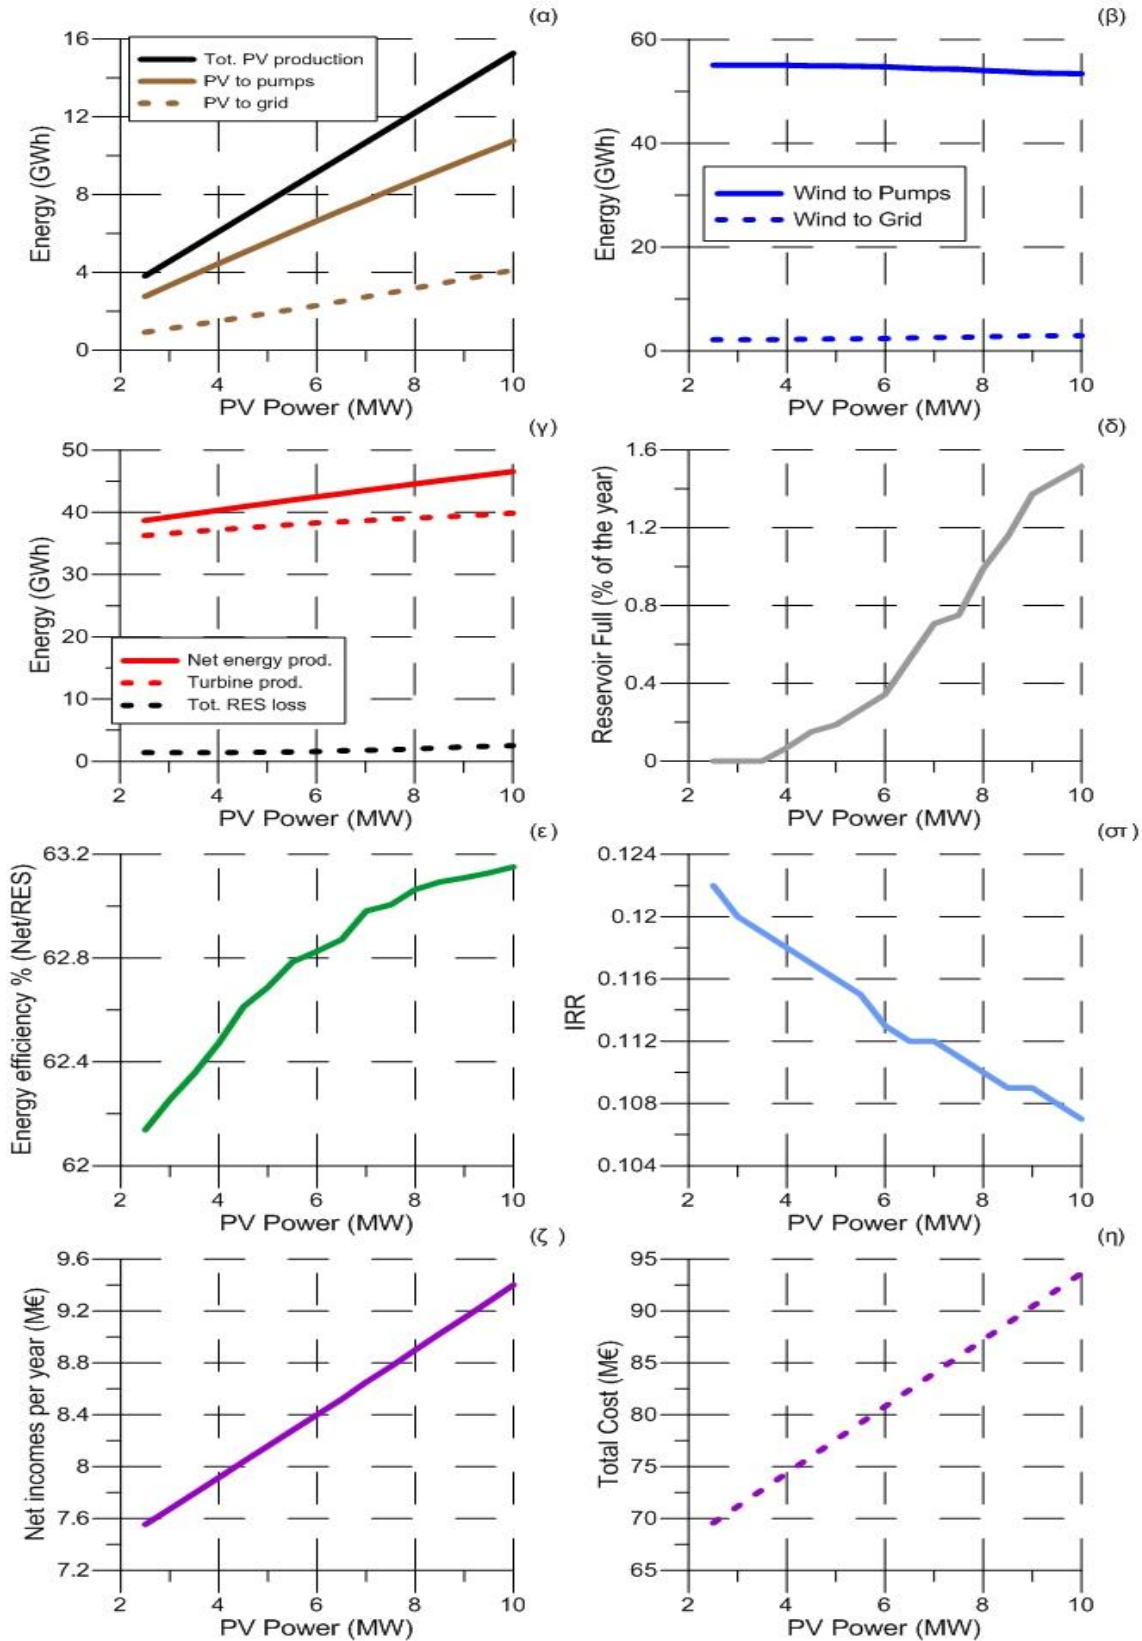 (α)
16
12
8
4
0
Energy (GWh)
Tot. PV production
PV to pumps
PV to grid
2 4 6 8 10
PV Power (MW)
(β)
60
40
20
0
Energy (GWh)
Wind to Pumps
Wind to Grid
2 4 6 8 10
PV Power (MW)
(γ)
50
40
30
20
10
0
Energy (GWh)
Net energy prod.
Turbine prod.
Tot. RES loss
2 4 6 8 10
PV Power (MW)
(δ)
1.6
1.2
0.8
0.4
0
Reservoir Full (% of the year)
2 4 6 8 10
PV Power (MW)
(ε)
63.2
62.8
62.4
62
Energy efficiency % (Net/RES)
2 4 6 8 10
PV Power (MW)
(στ)
0.124
0.12
0.116
0.112
0.108
0.104
IRR
2 4 6 8 10
PV Power (MW)
(ζ )
9.6
9.2
8.8
8.4
8
7.6
7.2
Net incomes per year (M€)
2 4 6 8 10
PV Power (MW)
(η)
95
90
85
80
75
70
65
Total Cost (M€)
2 4 6 8 10
PV Power (MW)